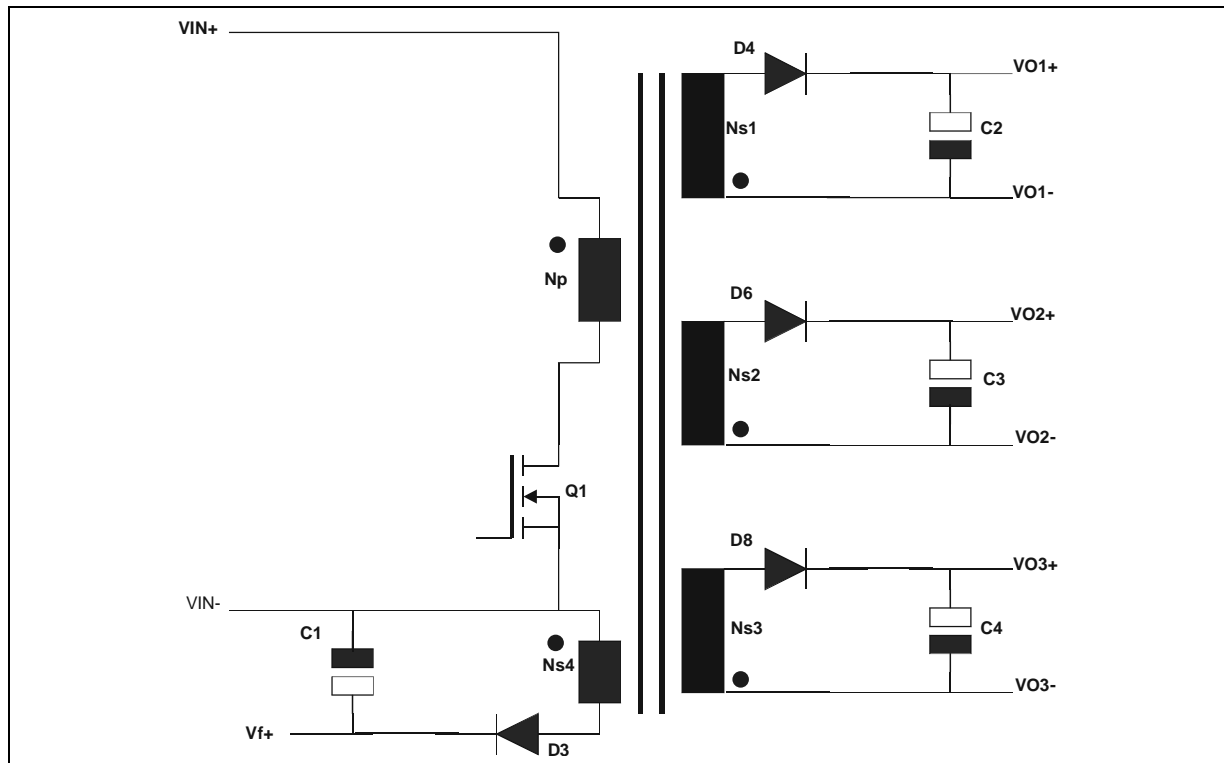 VIN+
D4
VO1+
Ns1
C2
VO1-
Np
D6
VO2+
Ns2
C3
VO2-
Q1
D8
VO3+
VIN-
C1
Ns4
Ns3
C4
VO3-
Vf+
D3